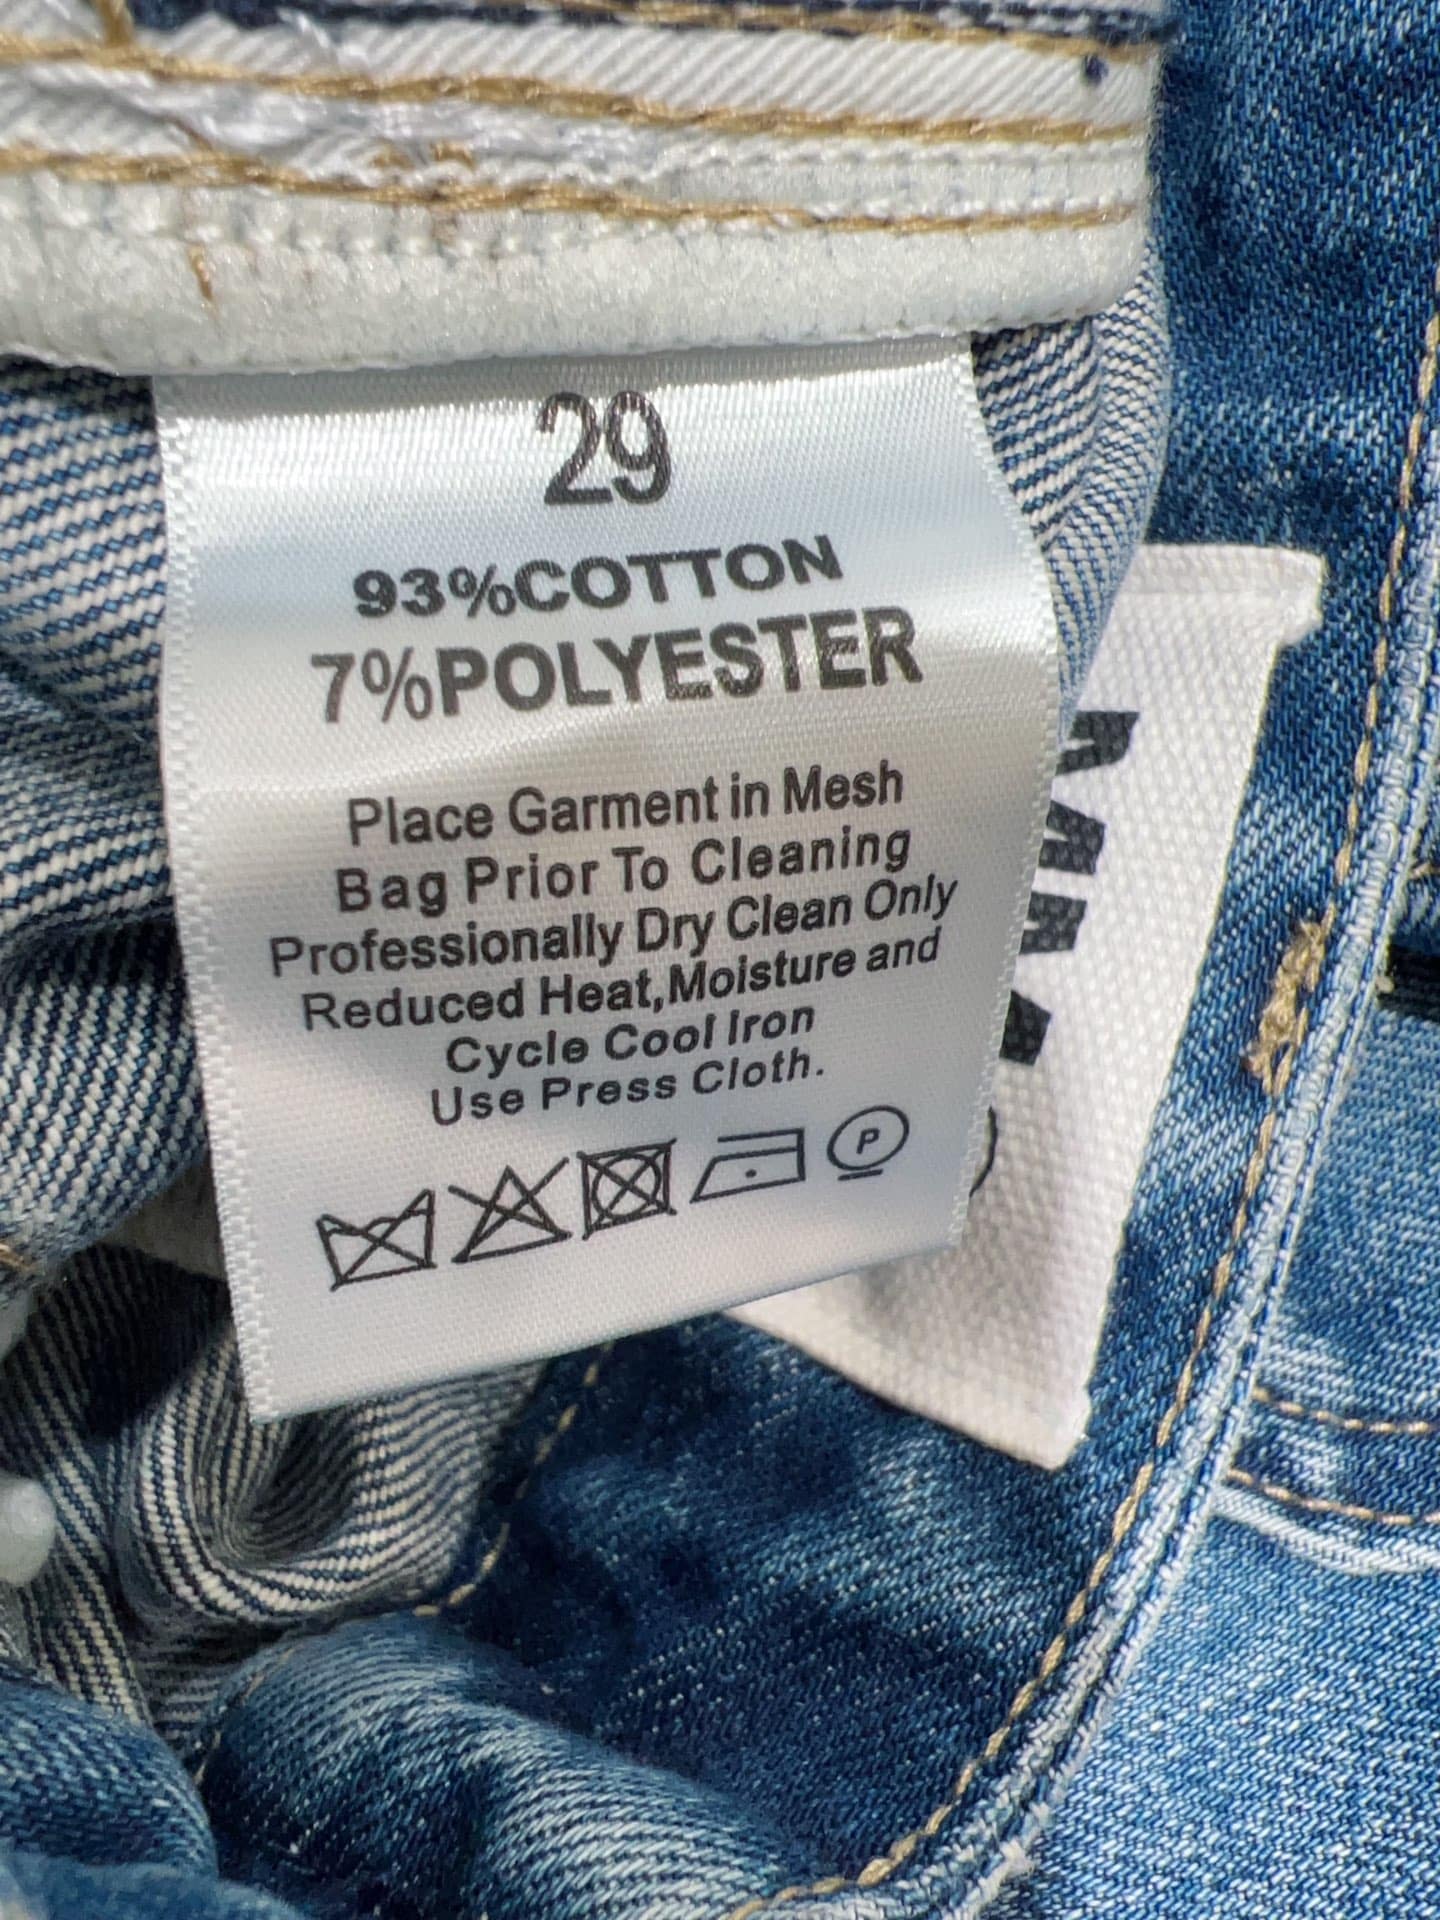 29
93%COTTON
7%POLYESTER
Place Garment in Mesh
Bag Prior To Cleaning
Professionally Dry Clean Only
Reduced Heat,Moisture and
Cycle Cool Iron
Use Press Cloth.
P